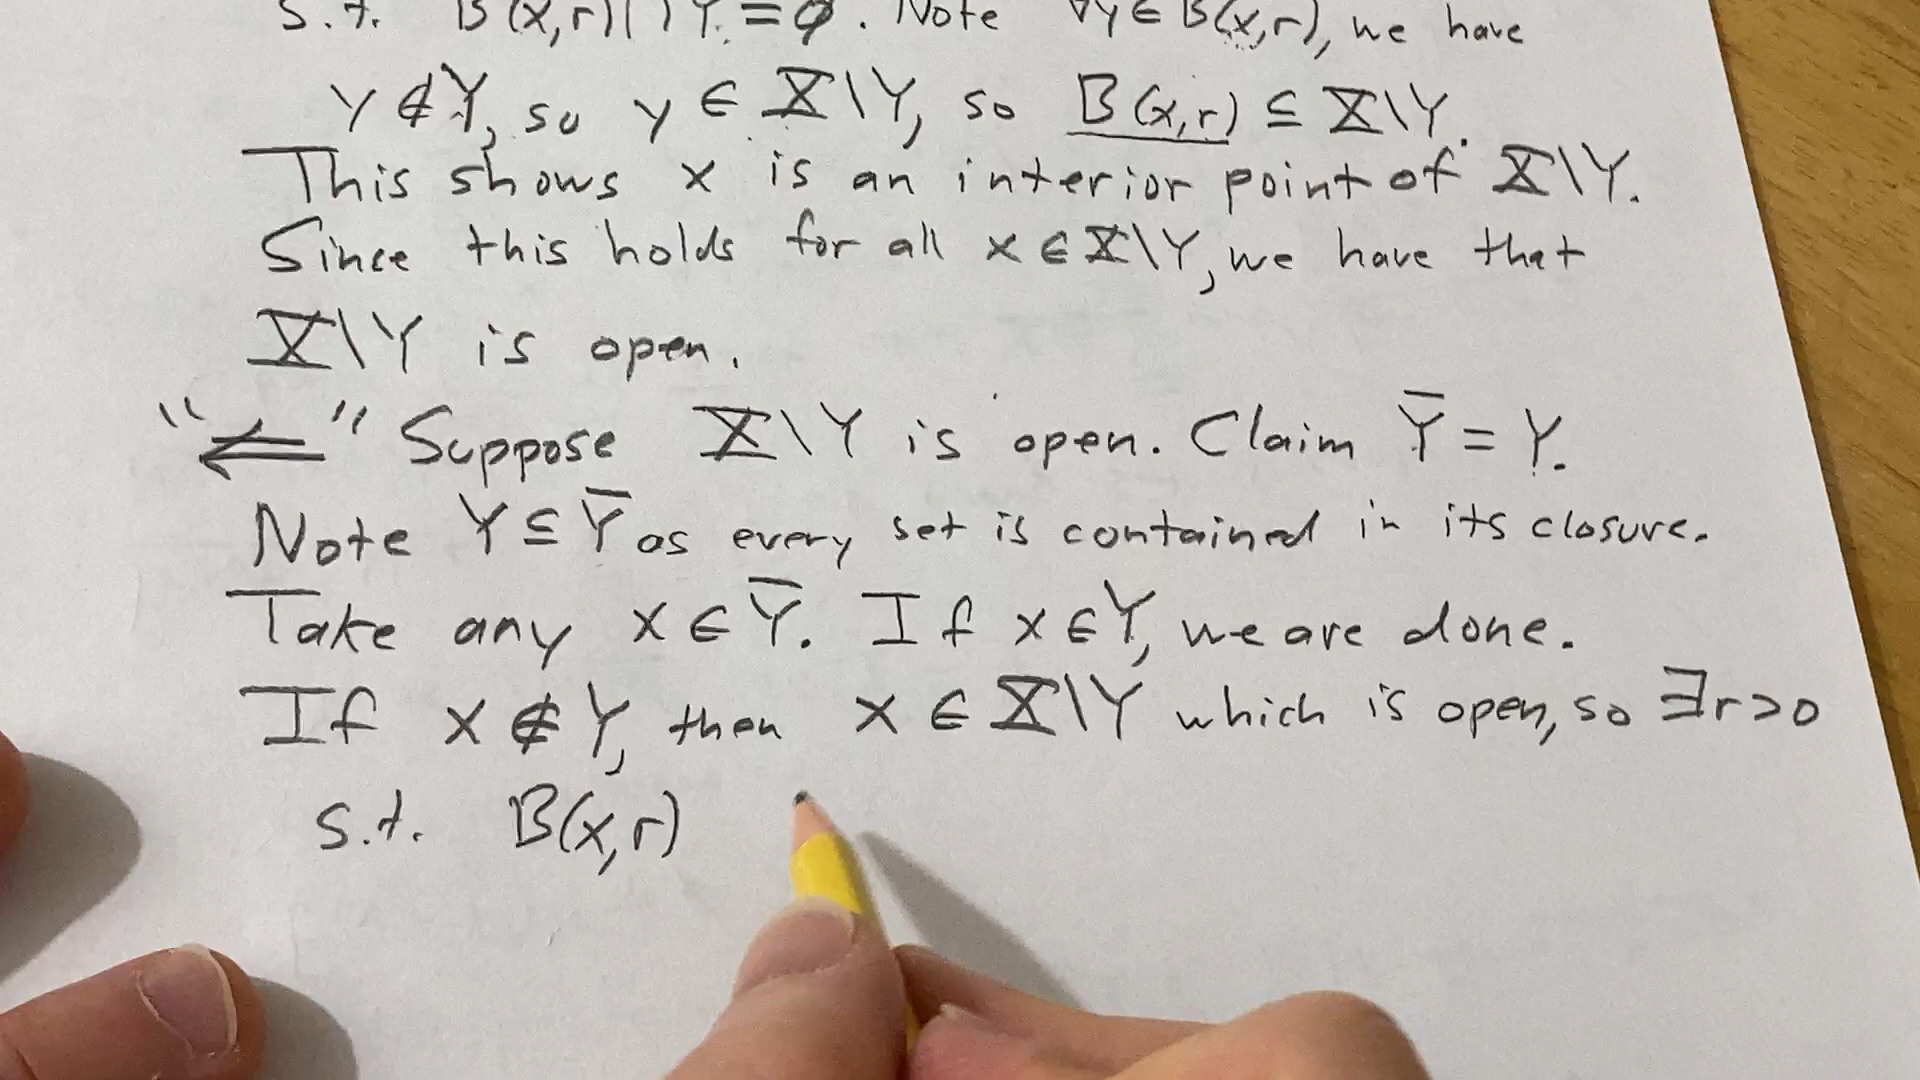 s.t. B(x,r)∩Y = ∅. Note ∀y∈B(x,r), we have
y∉Y, so y∈X\Y, so B(x,r) ⊆ X\Y.
This shows x is an interior point of X\Y.
Since this holds for all x∈X\Y, we have that
X\Y is open.
"⟸" Suppose X\Y is open. Claim Ȳ = Y.
Note Y⊆Ȳ as every set is contained in its closure.
Take any x∈Ȳ. If x∈Y, we are done.
If x∉Y, then x∈X\Y which is open, so ∃r>0
s.t. B(x,r)